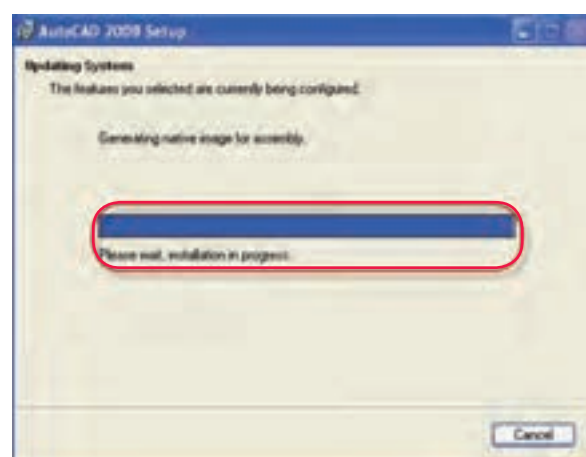 AutoCAD 2009 Setup
Updating System
The features you selected are currently being configured.
Generating native image for assembly.
Please wait, installation in progress.
Cancel